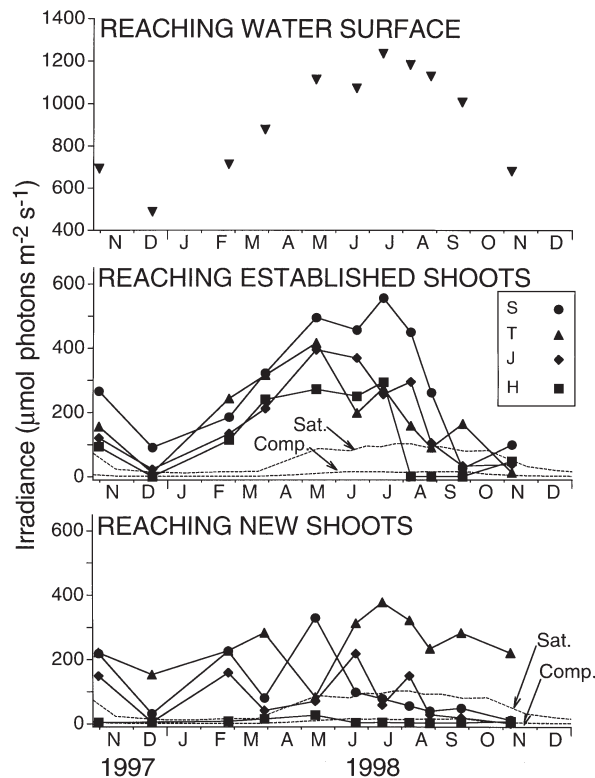 Irradiance (μmol photons m-2 s-1)
REACHING WATER SURFACE
1400
1200
1000
800
600
400
N D J F M A M J J A S O N D
REACHING ESTABLISHED SHOOTS
600
400
200
0
S
T
J
H
Sat.
Comp.
N D J F M A M J J A S O N D
REACHING NEW SHOOTS
600
400
200
0
Sat.
Comp.
N D J F M A M J J A S O N D
1997 1998